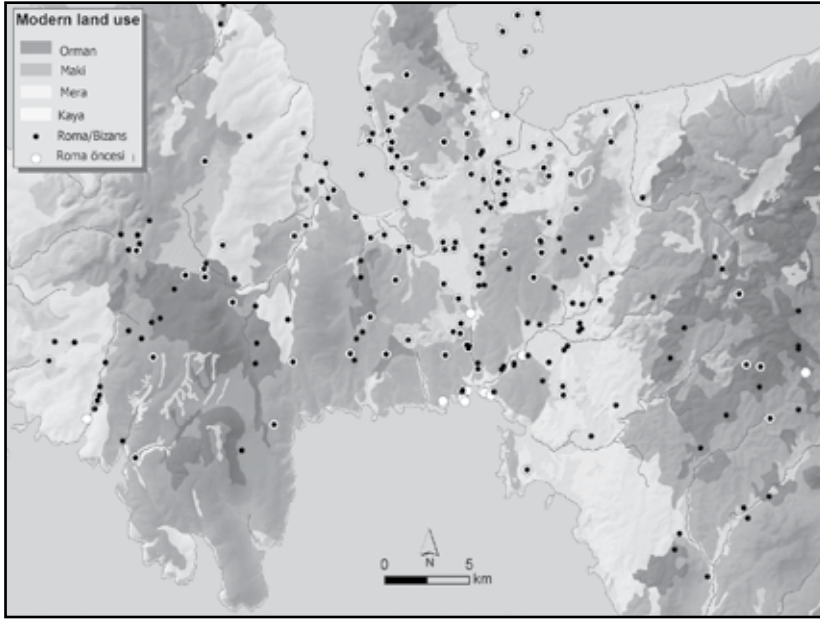 Modern land use
Orman
Maki
Mera
Kaya
Roma/Bizans
Roma öncesi
N
0 5
km